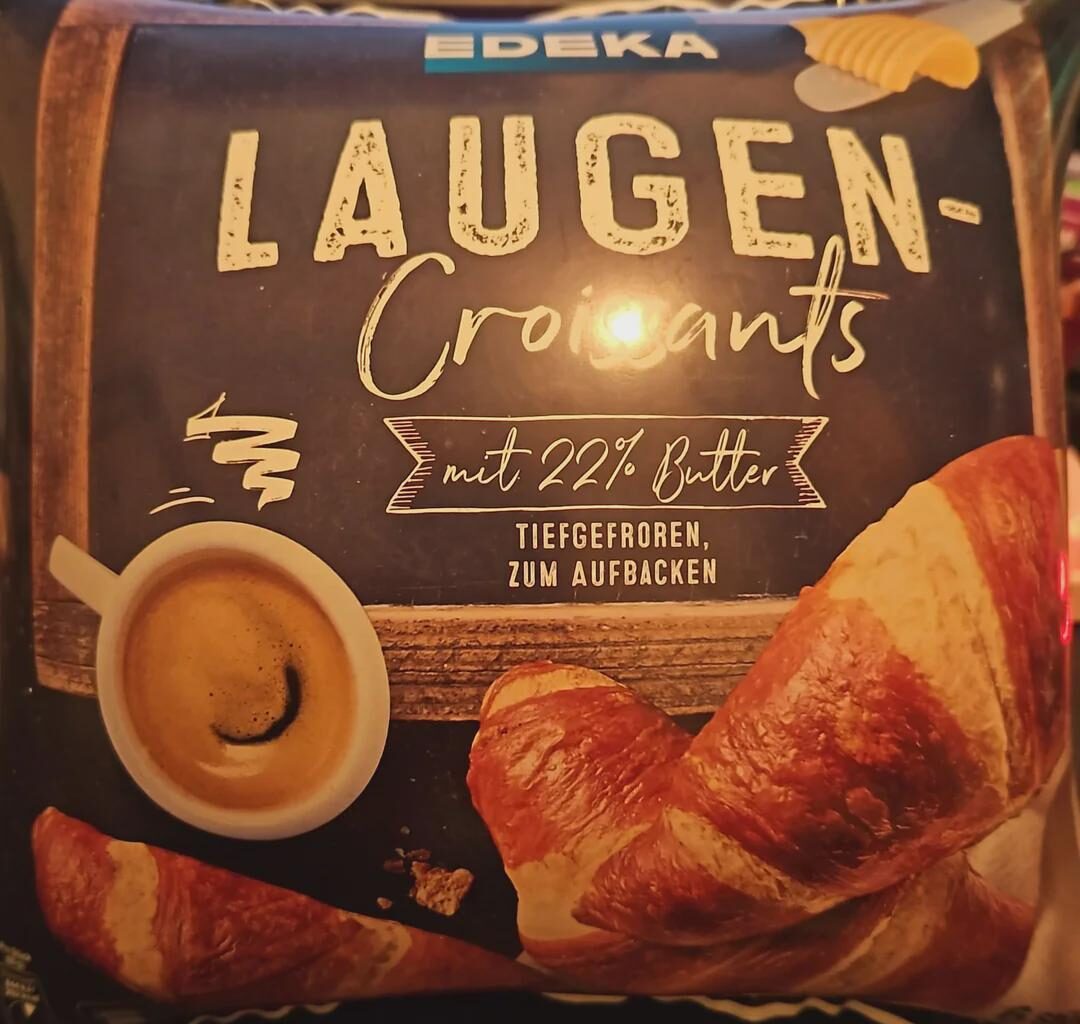 EDEKA
LAUGEN-
Croissants
mit 22% Butter
TIEFGEFROREN,
ZUM AUFBACKEN